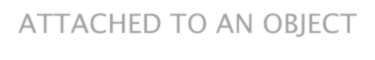 ATTACHED TO AN OBJECT